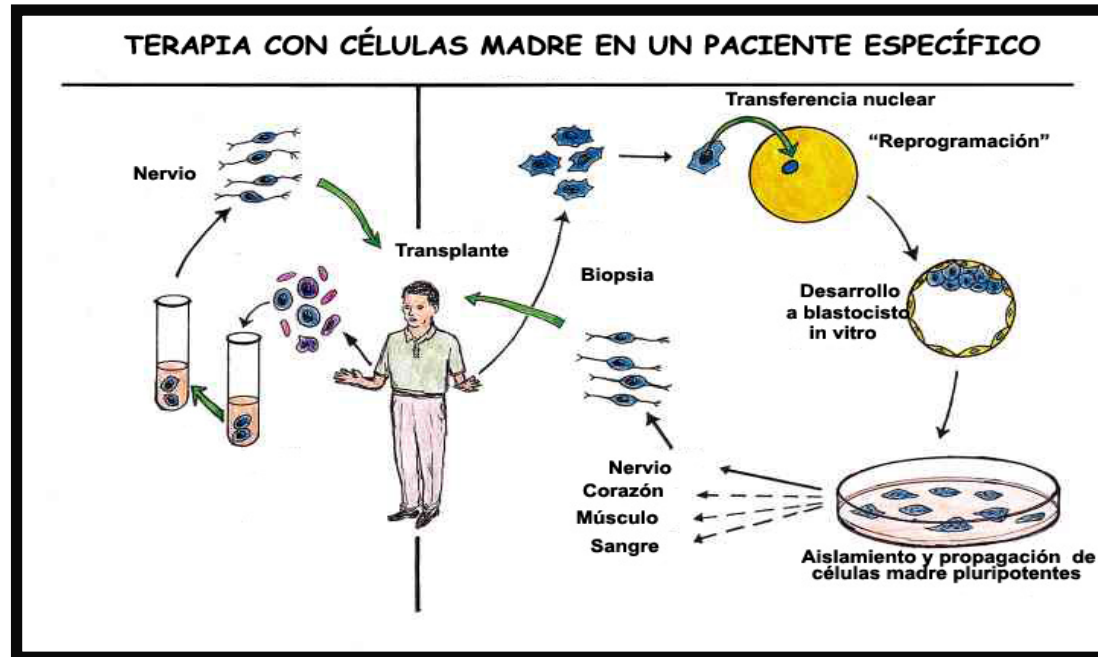 TERAPIA CON CÉLULAS MADRE EN UN PACIENTE ESPECÍFICO
Transferencia nuclear
“Reprogramación”
Nervio
Transplante
Biopsia
Desarrollo
a blastocisto
in vitro
Nervio
Corazón
Músculo
Sangre
Aislamiento y propagación de
células madre pluripotentes